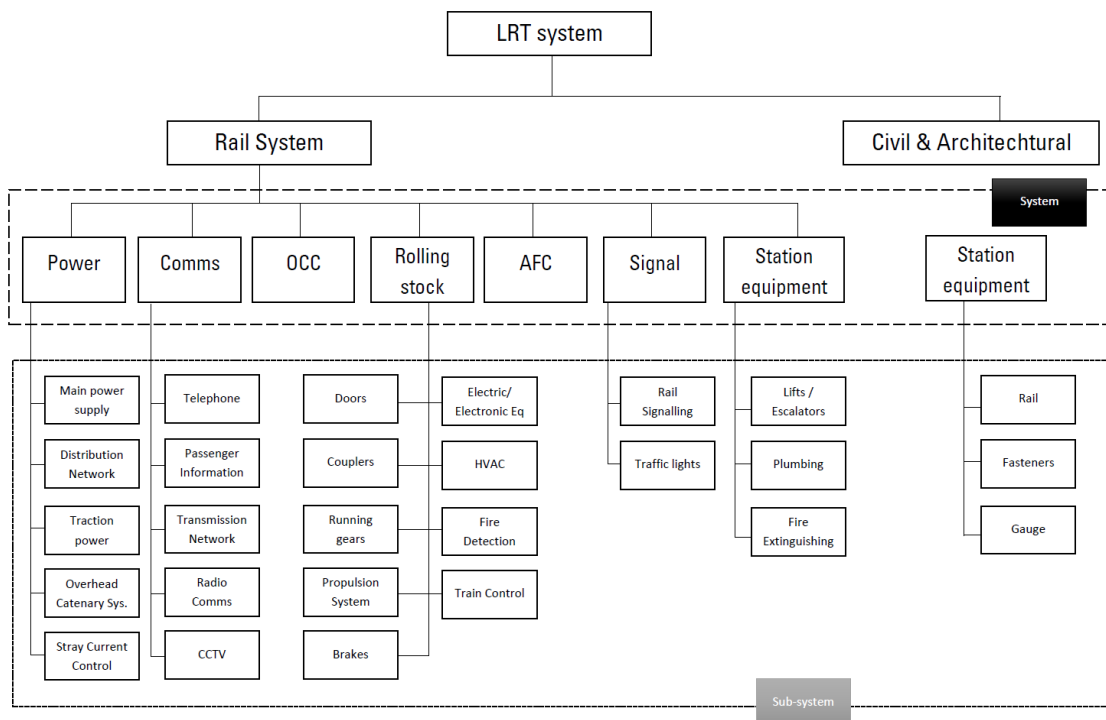 LRT system
Rail System
Civil & Architechtural
System
Power
Comms
OCC
Rolling
stock
AFC
Signal
Station
equipment
Station
equipment
Main power
supply
Telephone
Doors
Electric/
Electronic Eq
Rail
Signalling
Lifts /
Escalators
Rail
Distribution
Network
Passenger
Information
Couplers
HVAC
Traffic lights
Plumbing
Fasteners
Traction
power
Transmission
Network
Running
gears
Fire
Detection
Fire
Extinguishing
Gauge
Overhead
Catenary Sys.
Radio
Comms
Propulsion
System
Train Control
Stray Current
Control
CCTV
Brakes
Sub-system